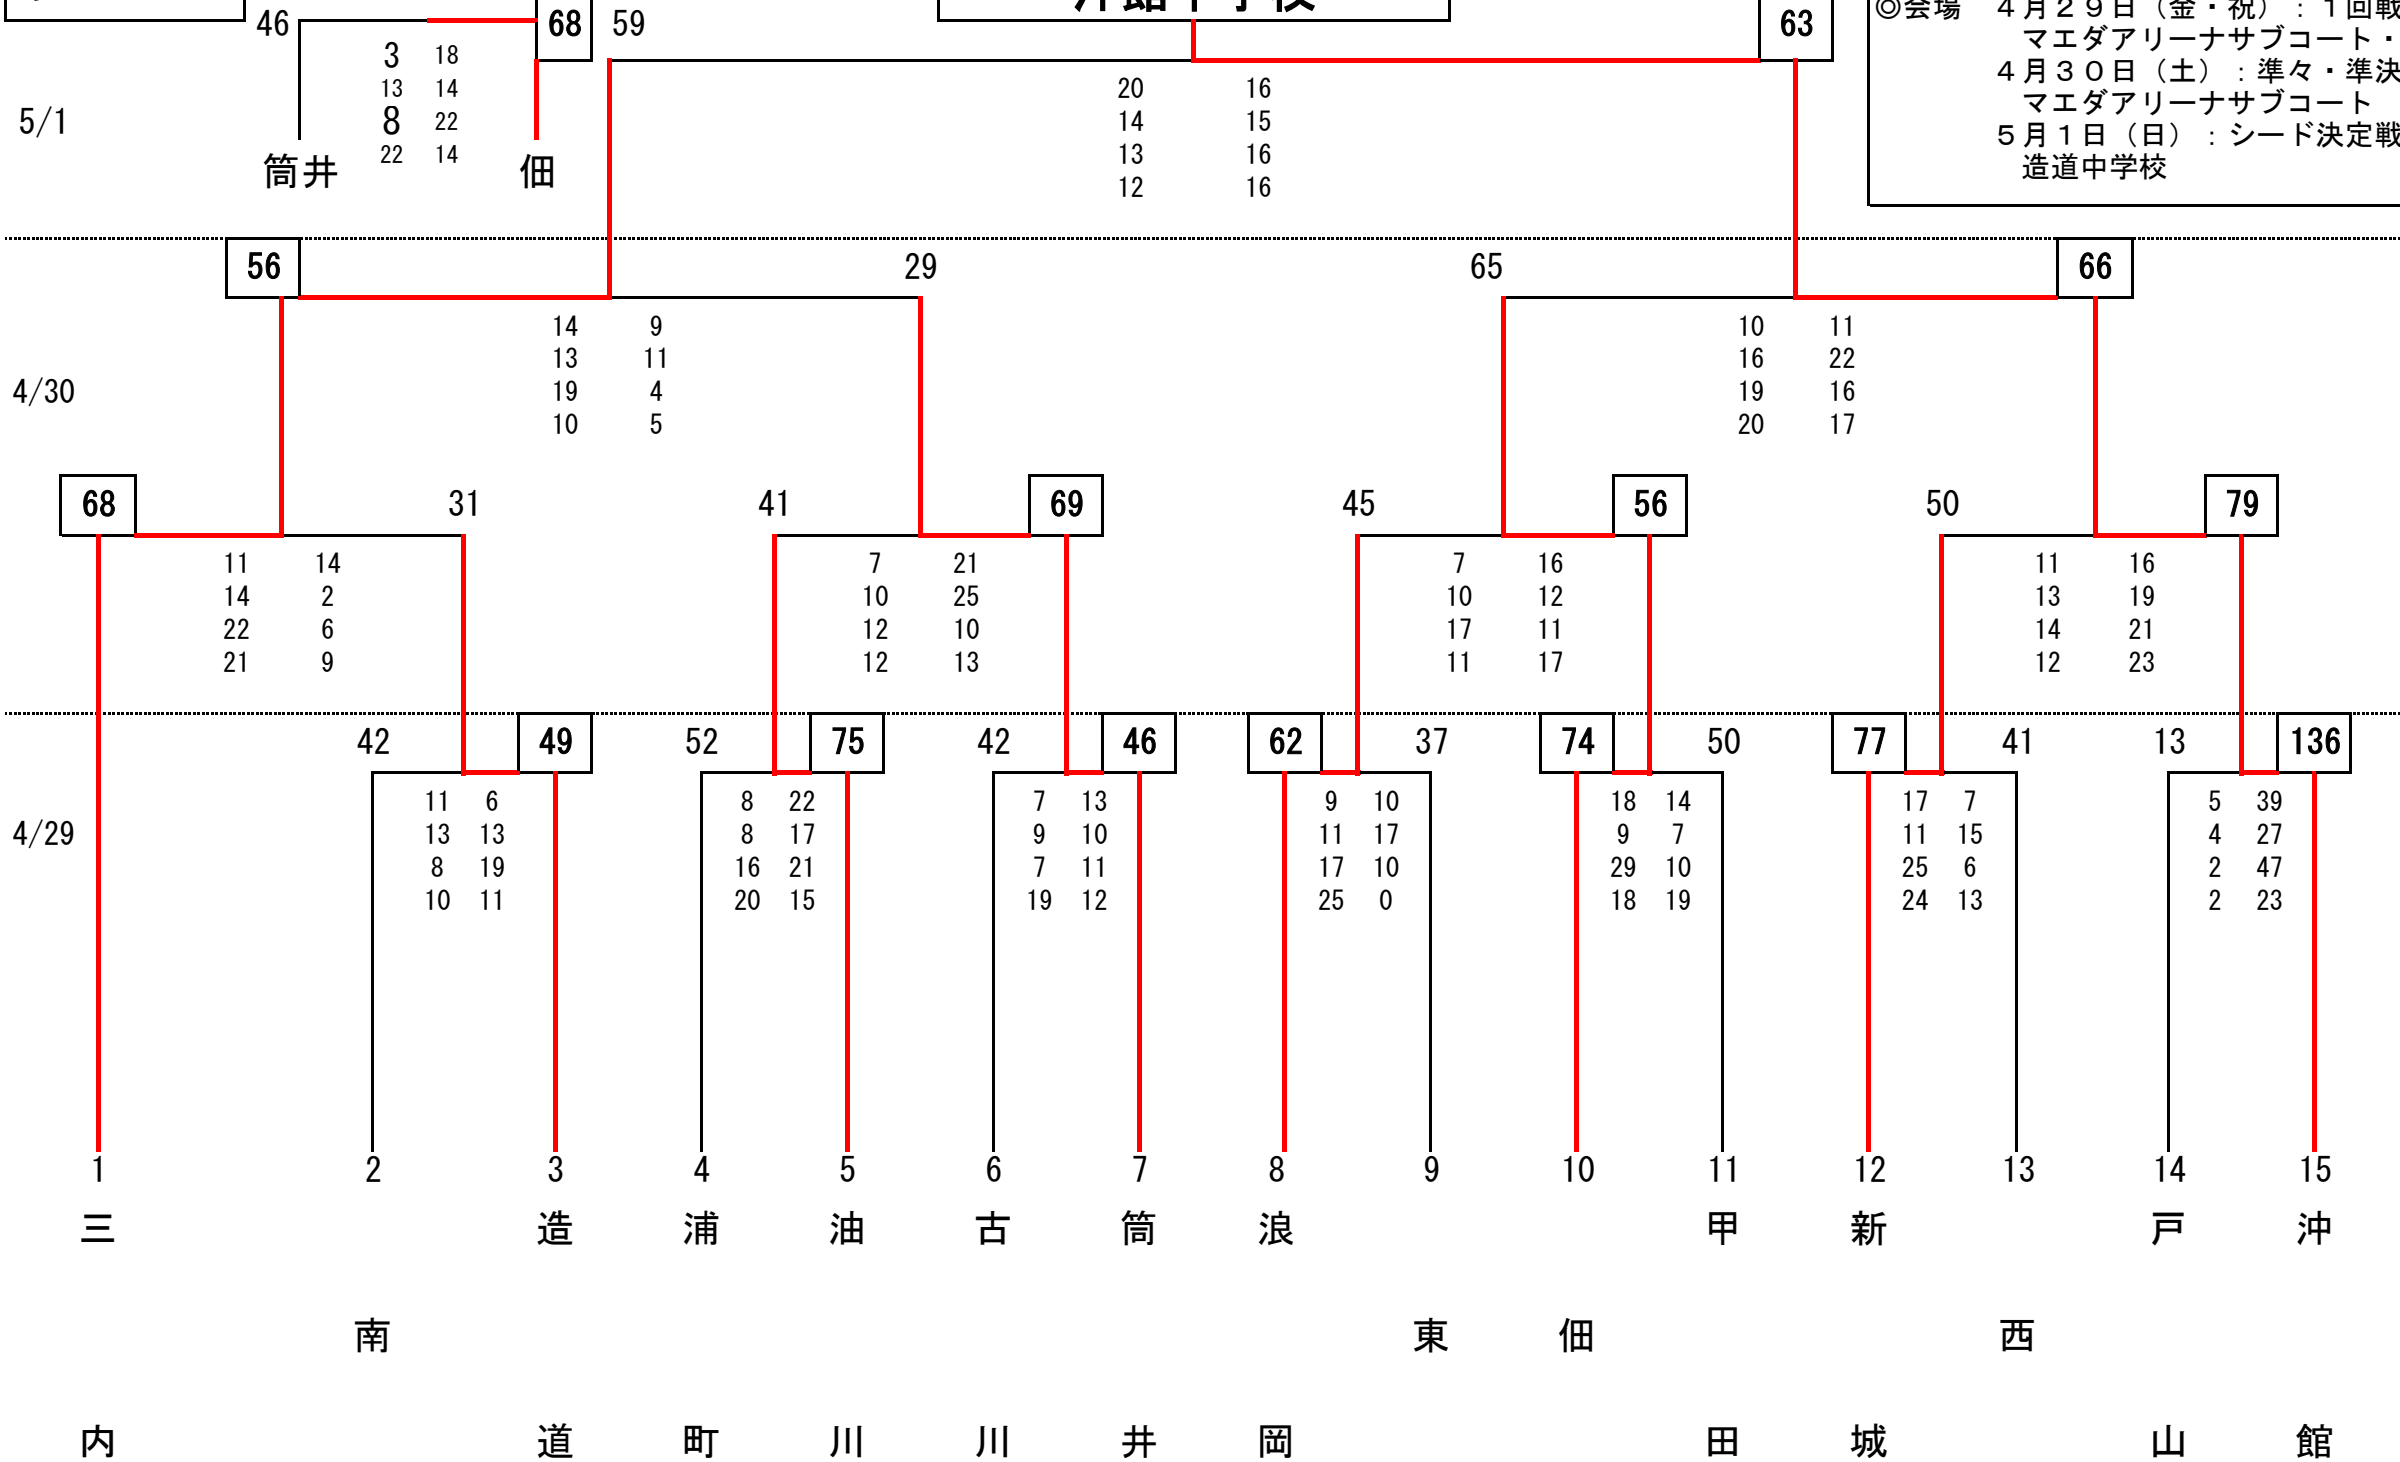 46 68 59 63
◎会場 4月29日（金・祝）：1回戦
マエダアリーナサブコート・
4月30日（土）：準々・準決
マエダアリーナサブコート
5月1日（日）：シード決定戦
造道中学校
5/1
3 18
13 14
8 22
22 14
筒井 佃
20 16
14 15
13 16
12 16
56 29 65 66
4/30
14 9 10 11
13 11 16 22
19 4 19 16
10 5 20 17
68 31 41 69 45 56 50 79
11 14 7 21 7 16 11 16
14 2 10 25 10 12 13 19
22 6 12 10 17 11 14 21
21 9 12 13 11 17 12 23
42 49 52 75 42 46 62 37 74 50 77 41 13 136
4/29
11 6 8 22 7 13 9 10 18 14 17 7 5 39
13 13 8 17 9 10 11 17 9 7 11 15 4 27
8 19 16 21 7 11 17 10 29 10 25 6 2 47
10 11 20 15 19 12 25 0 18 19 24 13 2 23
1 2 3 4 5 6 7 8 9 10 11 12 13 14 15
三内
南
造道
浦町
油川
古川
筒井
浪岡
東
佃
甲田
新城
西
戸山
沖館